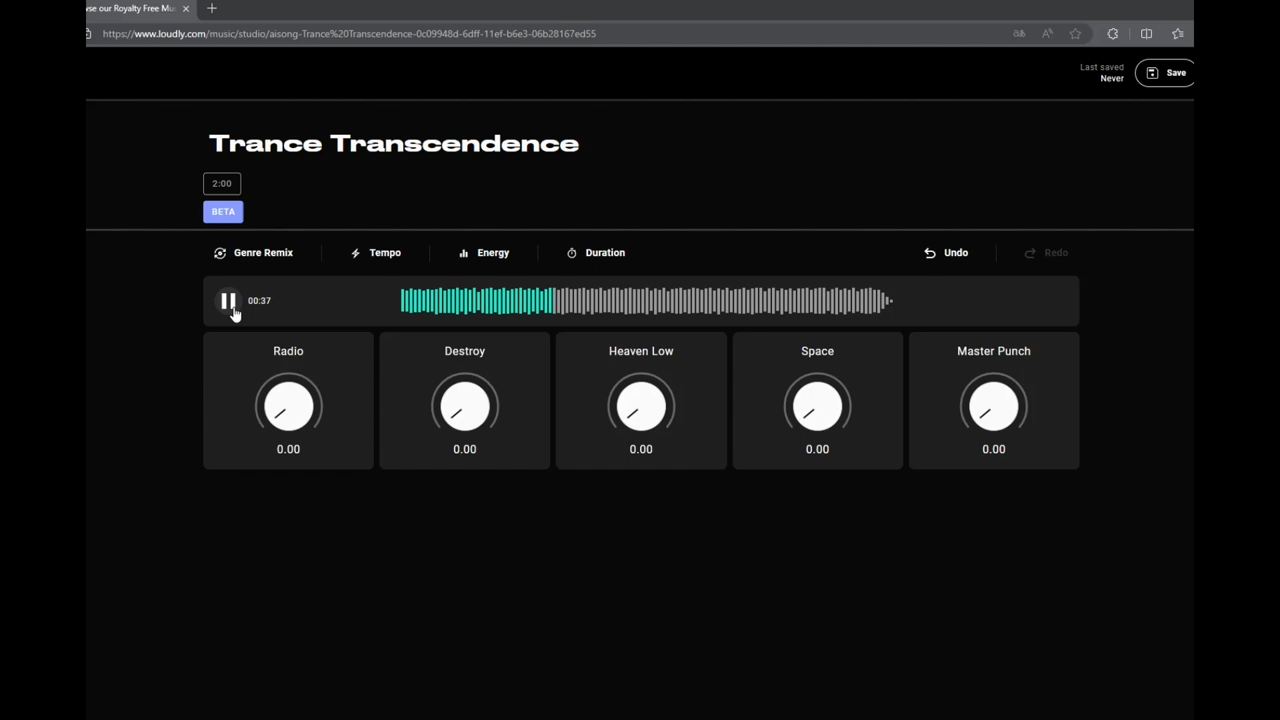 wse our Royalty Free Mu
https://www.loudly.com/music/studio/aisong-Trance%20Transcendence-0c09948d-6dff-11ef-b6e3-06b28167ed55
Last saved
Never
Save
Trance Transcendence
2:00
BETA
Genre Remix
Tempo
Energy
Duration
Undo
Redo
00:37
Radio
Destroy
Heaven Low
Space
Master Punch
0.00
0.00
0.00
0.00
0.00